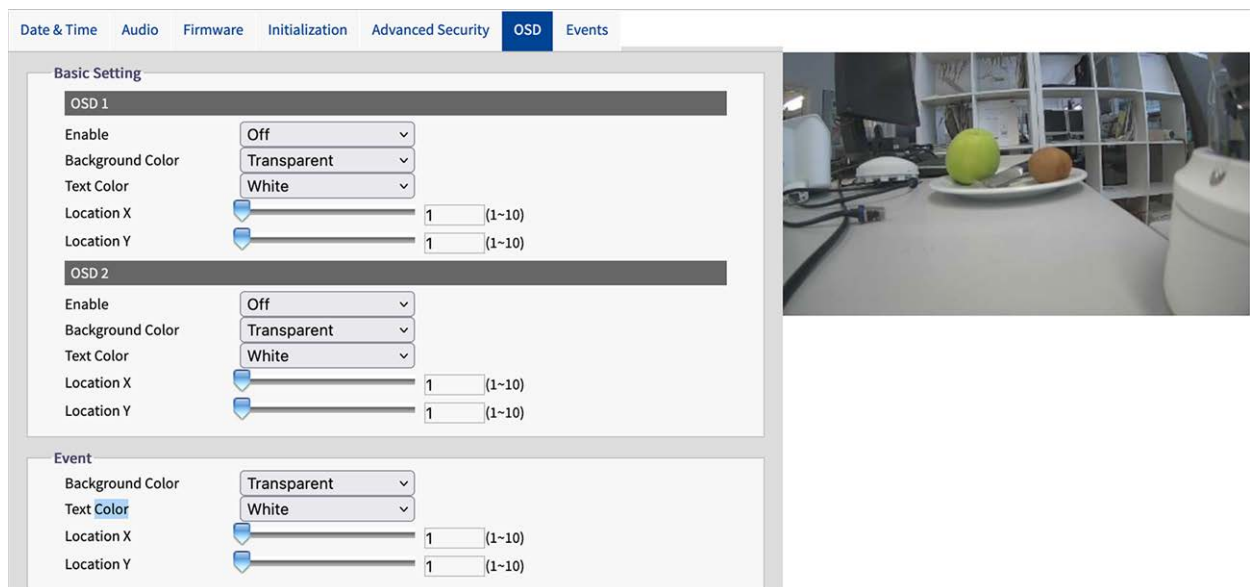 Date & Time Audio Firmware Initialization Advanced Security OSD Events
Basic Setting
OSD 1
Enable Off
Background Color Transparent
Text Color White
Location X 1 (1~10)
Location Y 1 (1~10)
OSD 2
Enable Off
Background Color Transparent
Text Color White
Location X 1 (1~10)
Location Y 1 (1~10)
Event
Background Color Transparent
Text Color White
Location X 1 (1~10)
Location Y 1 (1~10)